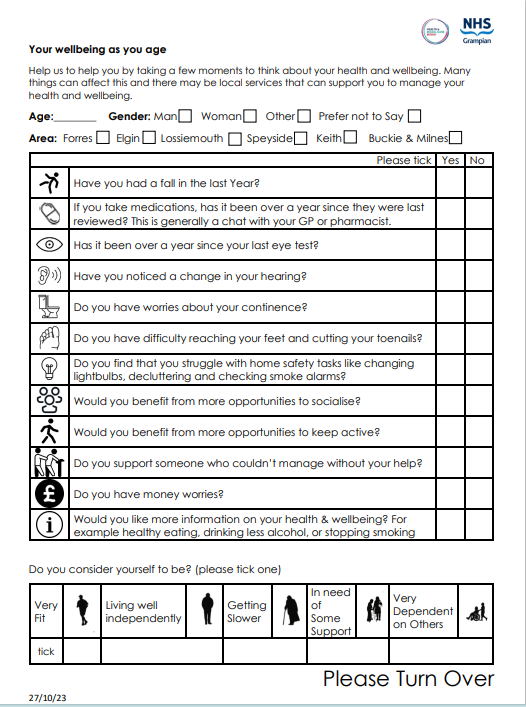 NHS
Grampian
Your wellbeing as you age
Help us to help you by taking a few moments to think about your health and wellbeing. Many
things can affect this and there may be local services that can support you to manage your
health and wellbeing.
Age:_______ Gender: Man Woman Other Prefer not to Say
Area: Forres Elgin Lossiemouth Speyside Keith Buckie & Milnes
Please tick Yes No
Have you had a fall in the last Year?
If you take medications, has it been over a year since they were last
reviewed? This is generally a chat with your GP or pharmacist.
Has it been over a year since your last eye test?
Have you noticed a change in your hearing?
Do you have worries about your continence?
Do you have difficulty reaching your feet and cutting your toenails?
Do you find that you struggle with home safety tasks like changing
lightbulbs, decluttering and checking smoke alarms?
Would you benefit from more opportunities to socialise?
Would you benefit from more opportunities to keep active?
Do you support someone who couldn't manage without your help?
£
Do you have money worries?
i
Would you like more information on your health & wellbeing? For
example healthy eating, drinking less alcohol, or stopping smoking
Do you consider yourself to be? (please tick one)
Very
Fit
Living well
independently
Getting
Slower
In need
of
Some
Support
Very
Dependent
on Others
tick
Please Turn Over
27/10/23